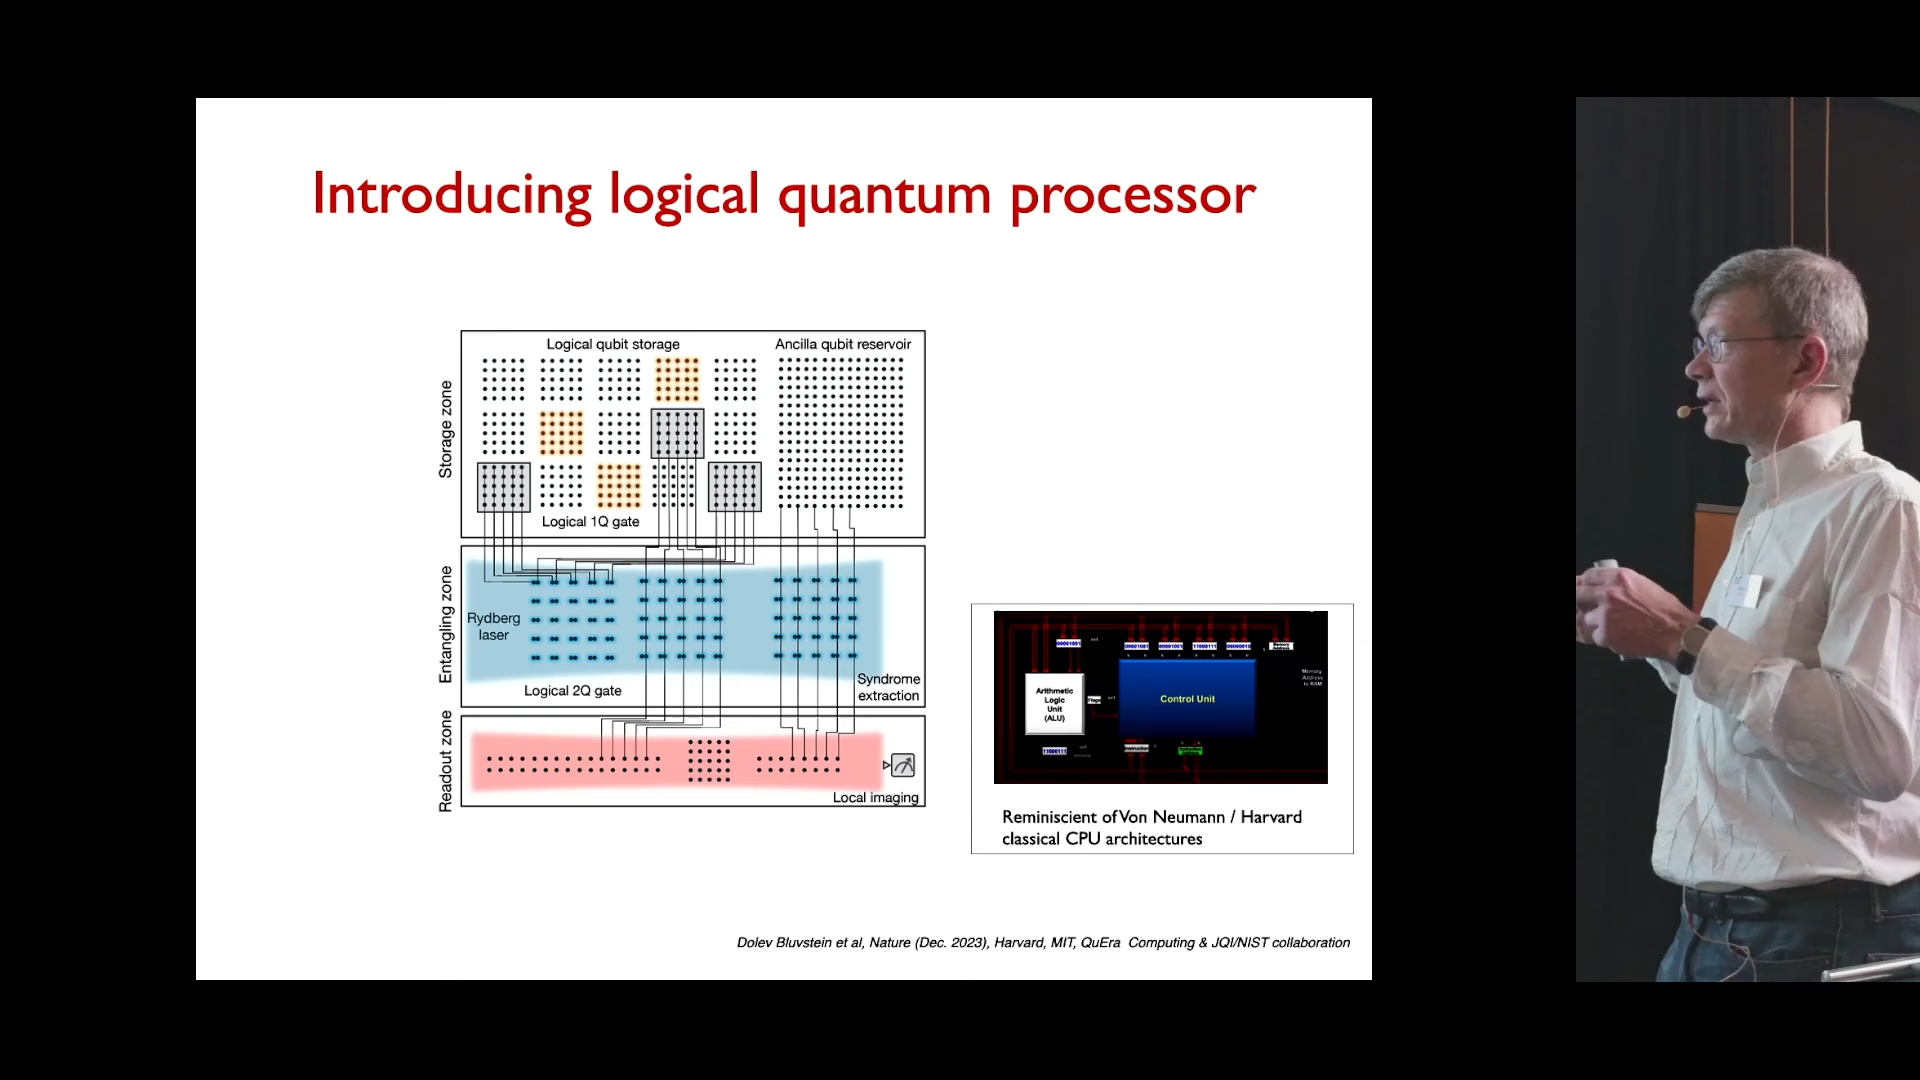 Introducing logical quantum processor
Logical qubit storage
Ancilla qubit reservoir
Storage zone
Logical 1Q gate
Entangling zone
Rydberg
laser
Logical 2Q gate
Syndrome
extraction
Readout zone
Local imaging
Arithmetic
Logic
Unit
(ALU)
Control Unit
Memory
Address
to RAM
Reminiscient of Von Neumann / Harvard
classical CPU architectures
Dolev Bluvstein et al, Nature (Dec. 2023), Harvard, MIT, QuEra Computing & JQI/NIST collaboration